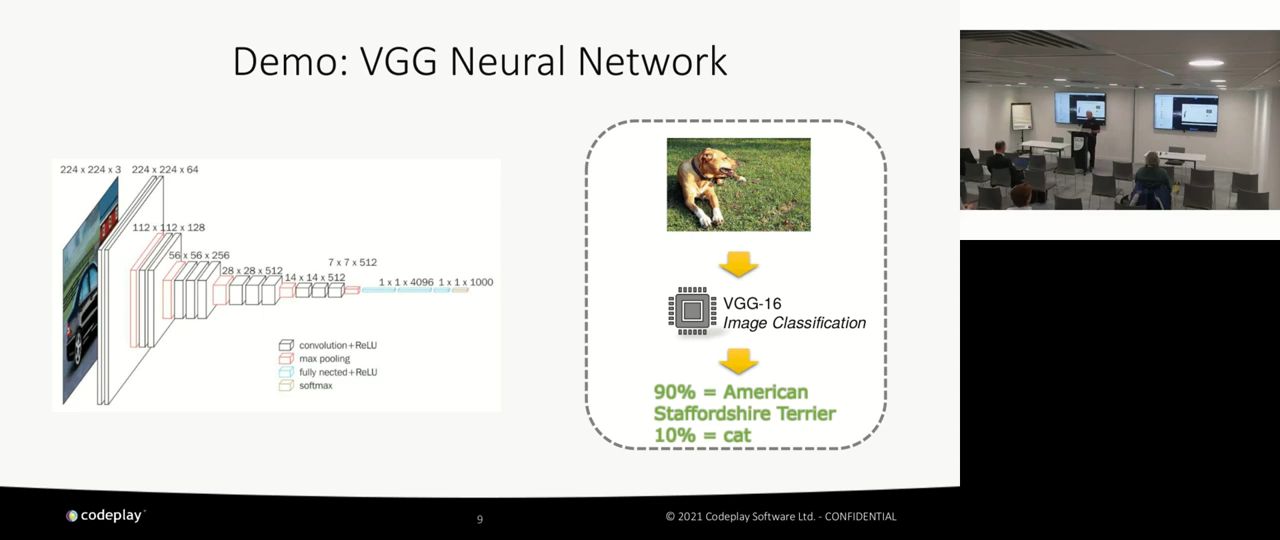 Demo: VGG Neural Network
224 x 224 x 3
224 x 224 x 64
112 x 112 x 128
56 x 56 x 256
28 x 28 x 512
14 x 14 x 512
7 x 7 x 512
1 x 1 x 4096
1 x 1 x 1000
convolution+ReLU
max pooling
fully nected+ReLU
softmax
VGG-16
Image Classification
90% = American
Staffordshire Terrier
10% = cat
codeplay
9
© 2021 Codeplay Software Ltd. - CONFIDENTIAL